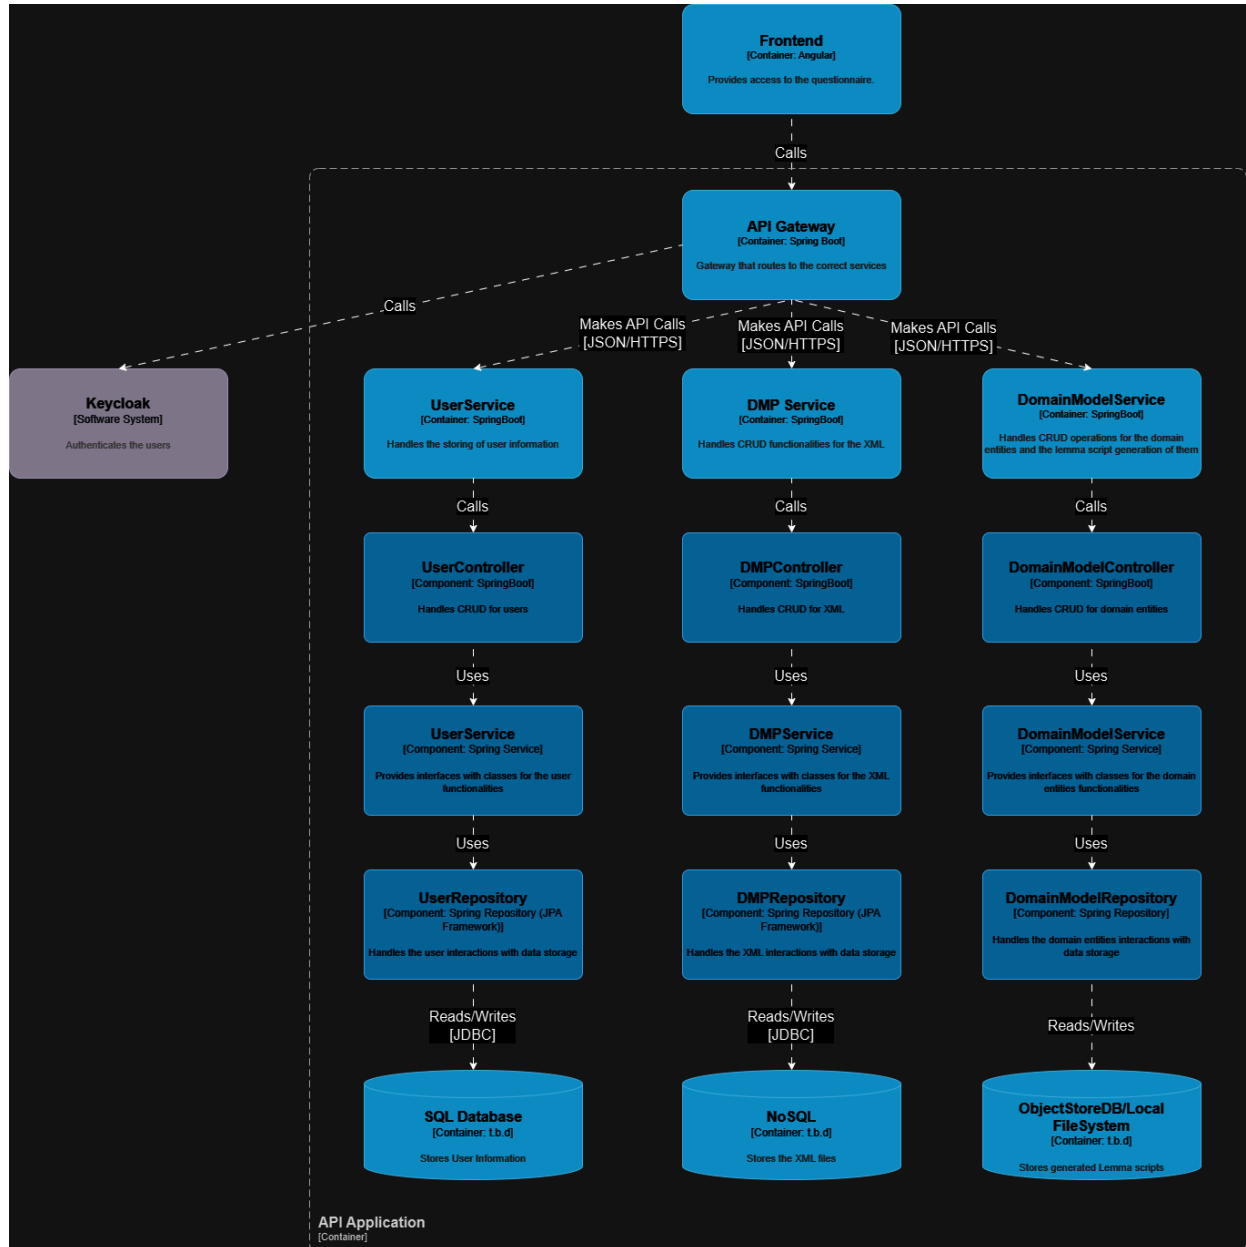 Frontend
[Container: Angular]
Provides access to the questionnaire.
Calls
API Gateway
[Container: Spring Boot]
Gateway that routes to the correct services
Calls
Makes API Calls
[JSON/HTTPS]
Makes API Calls
[JSON/HTTPS]
Makes API Calls
[JSON/HTTPS]
Keycloak
[Software System]
Authenticates the users
UserService
[Container: SpringBoot]
Handles the storing of user information
DMP Service
[Container: SpringBoot]
Handles CRUD functionalities for the XML
DomainModelService
[Container: SpringBoot]
Handles CRUD operations for the domain
entities and the lemma script generation of them
Calls
Calls
Calls
UserController
[Component: SpringBoot]
Handles CRUD for users
DMPController
[Component: SpringBoot]
Handles CRUD for XML
DomainModelController
[Component: SpringBoot]
Handles CRUD for domain entities
Uses
Uses
Uses
UserService
[Component: Spring Service]
Provides interfaces with classes for the user
functionalities
DMPService
[Component: Spring Service]
Provides interfaces with classes for the XML
functionalities
DomainModelService
[Component: Spring Service]
Provides interfaces with classes for the domain
entities functionalities
Uses
Uses
Uses
UserRepository
[Component: Spring Repository (JPA
Framework)]
Handles the user interactions with data storage
DMPRepository
[Component: Spring Repository (JPA
Framework)]
Handles the XML interactions with data storage
DomainModelRepository
[Component: Spring Repository]
Handles the domain entities interactions with
data storage
Reads/Writes
[JDBC]
Reads/Writes
[JDBC]
Reads/Writes
SQL Database
[Container: t.b.d]
Stores User Information
NoSQL
[Container: t.b.d]
Stores the XML files
ObjectStoreDB/Local
FileSystem
[Container: t.b.d]
Stores generated Lemma scripts
API Application
[Container]